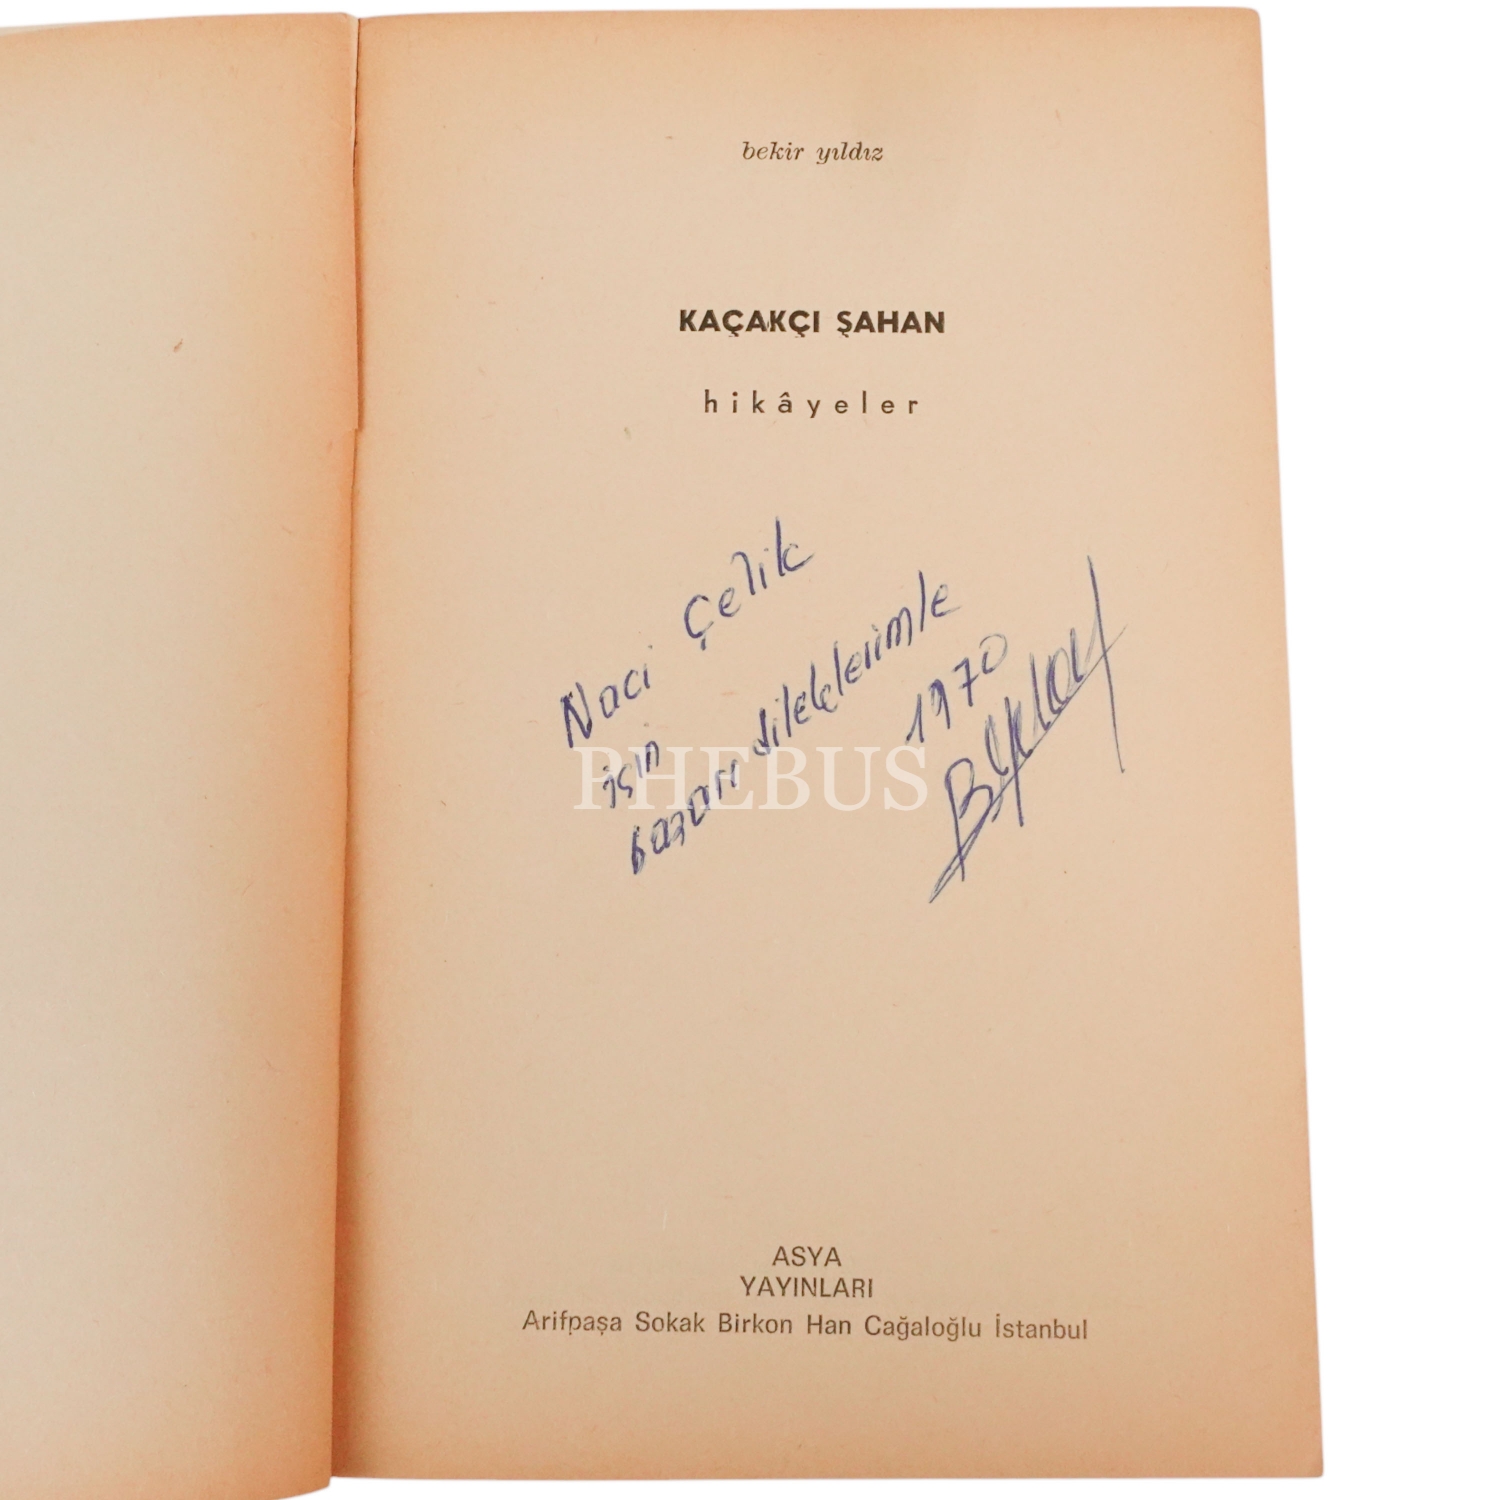 bekir yıldız
KAÇAKÇI ŞAHAN
hikâyeler
Naci Çelik
için
başarı dileklerimle
1970
PHEBUS
ASYA
YAYINLARI
Arifpaşa Sokak Birkon Han Cağaloğlu İstanbul